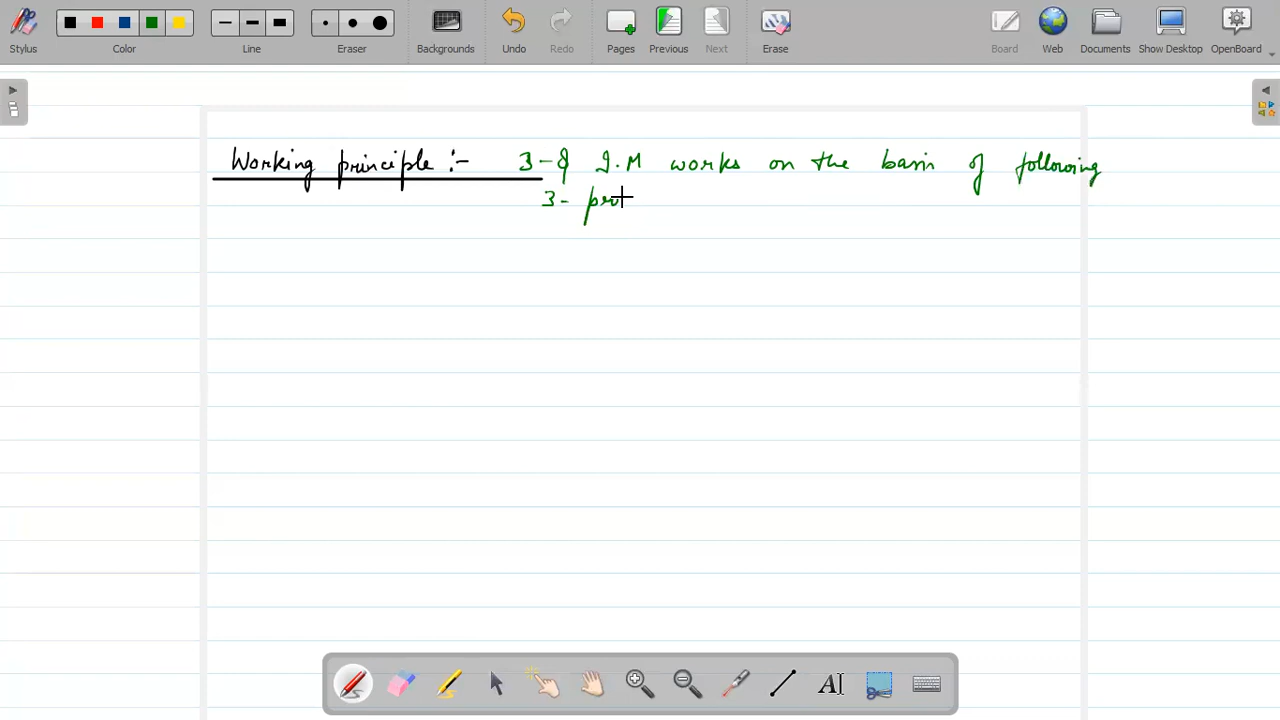 Stylus Color Line Eraser Backgrounds Undo Redo Pages Previous Next Erase Board Web Documents Show Desktop OpenBoard
Working principle :- 3-ϕ I.M works on the basis of following
3-